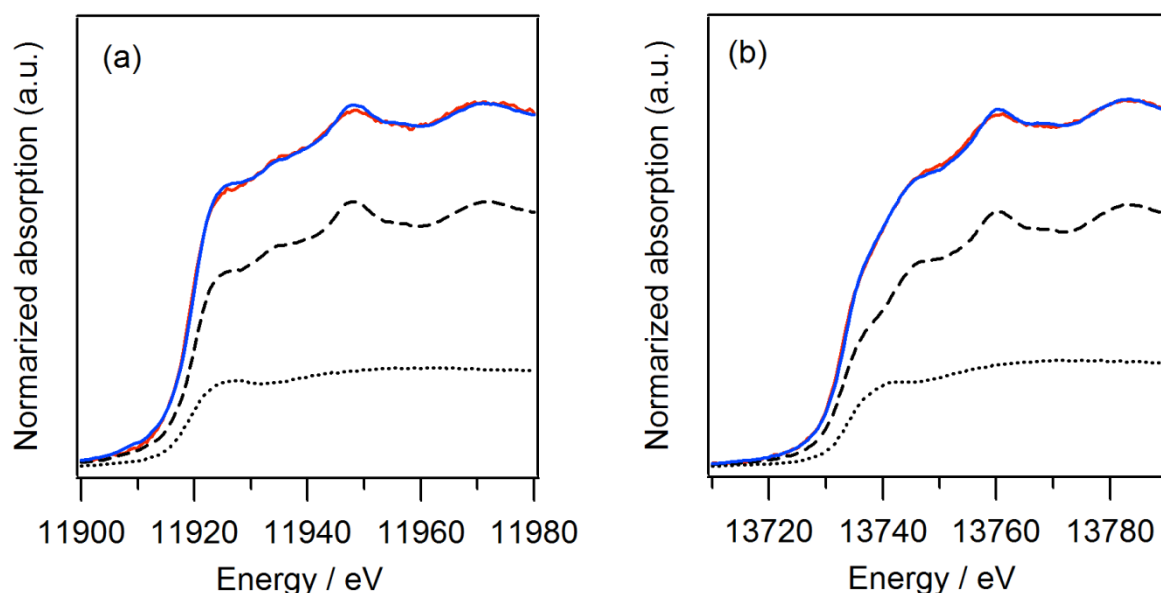 (a)
Normarized absorption (a.u.)
11900 11920 11940 11960 11980
Energy / eV
(b)
Normarized absorption (a.u.)
13720 13740 13760 13780
Energy / eV